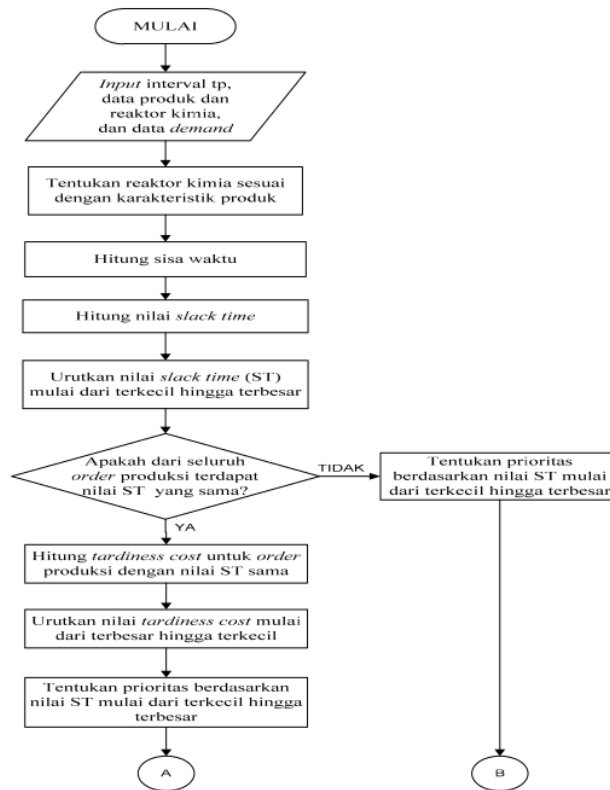 MULAI
Input interval tp,
data produk dan
reaktor kimia,
dan data demand
Tentukan reaktor kimia sesuai
dengan karakteristik produk
Hitung sisa waktu
Hitung nilai slack time
Urutkan nilai slack time (ST)
mulai dari terkecil hingga terbesar
Apakah dari seluruh
order produksi terdapat
nilai ST yang sama?
TIDAK
Tentukan prioritas
berdasarkan nilai ST mulai
dari terkecil hingga terbesar
YA
Hitung tardiness cost untuk order
produksi dengan nilai ST sama
Urutkan nilai tardiness cost mulai
dari terbesar hingga terkecil
Tentukan prioritas berdasarkan
nilai ST mulai dari terkecil hingga
terbesar
A
B